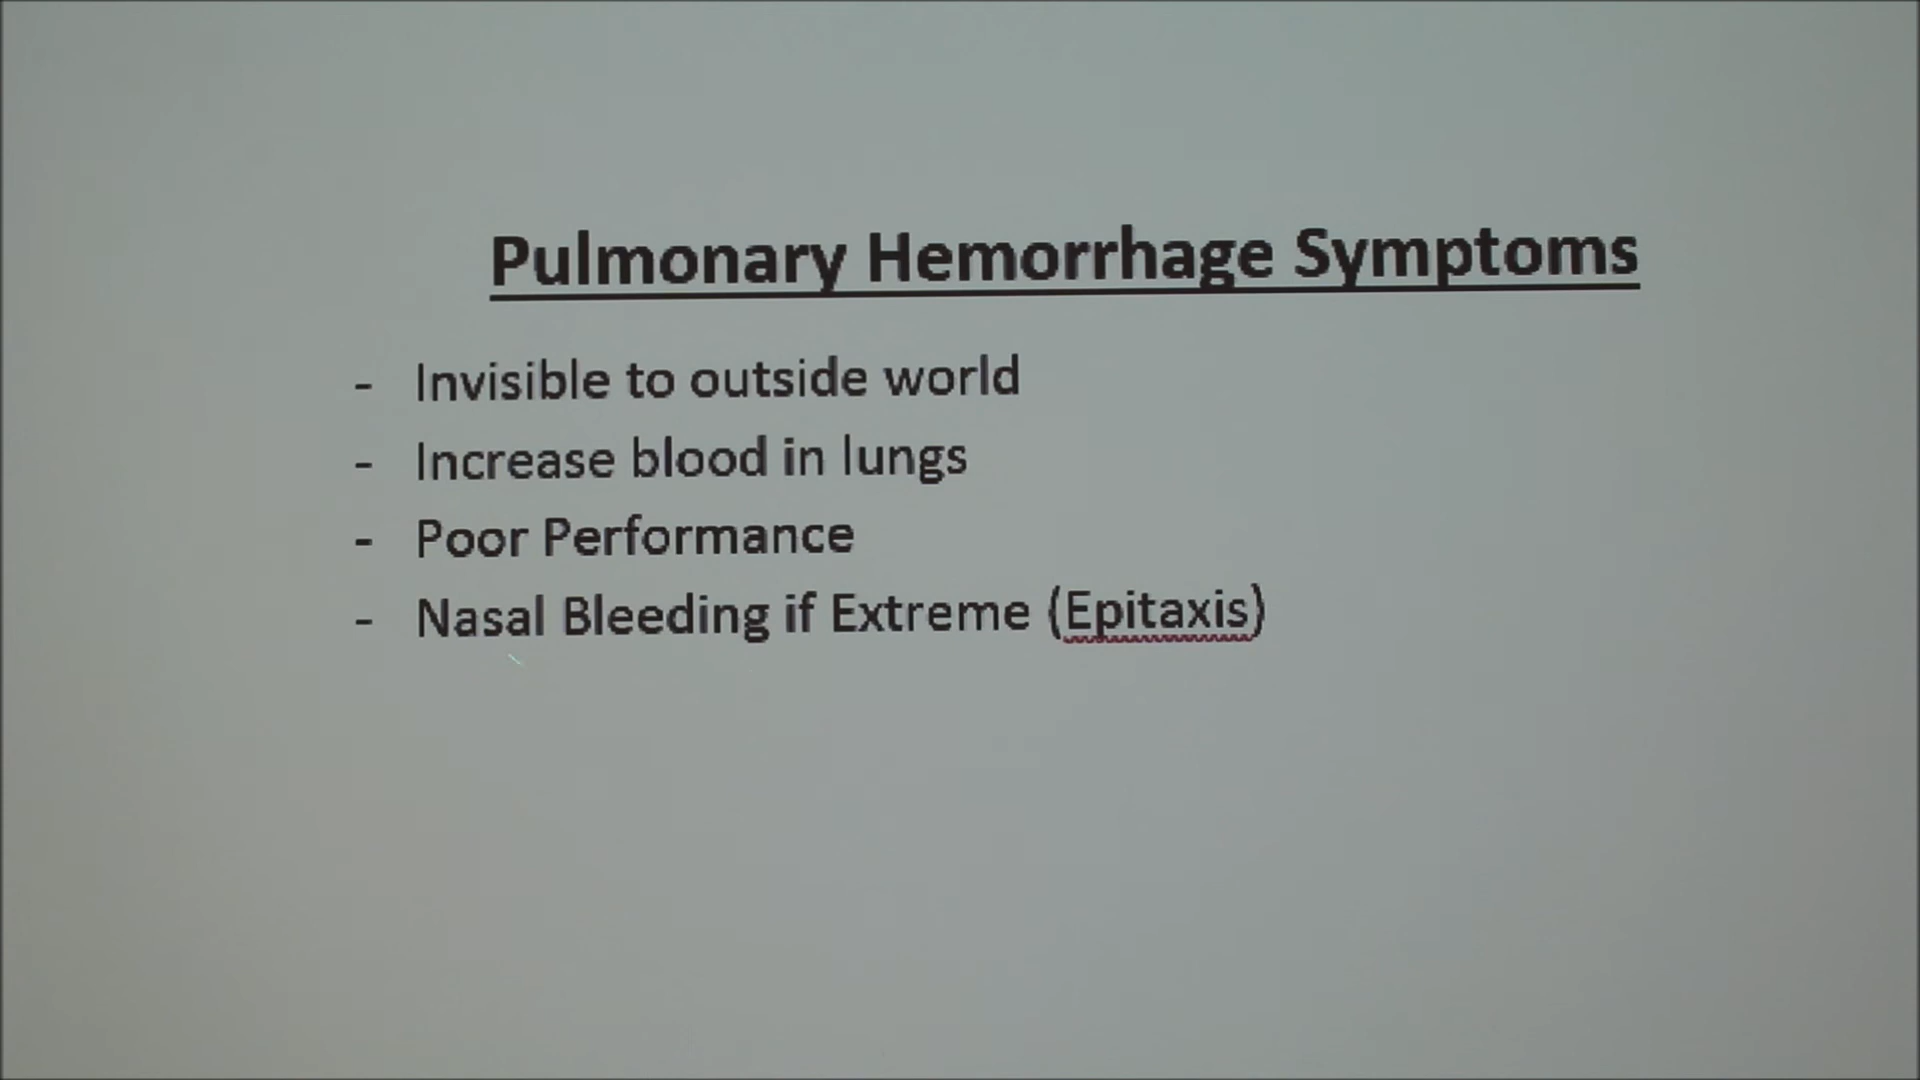 Pulmonary Hemorrhage Symptoms
- Invisible to outside world
- Increase blood in lungs
- Poor Performance
- Nasal Bleeding if Extreme (Epitaxis)